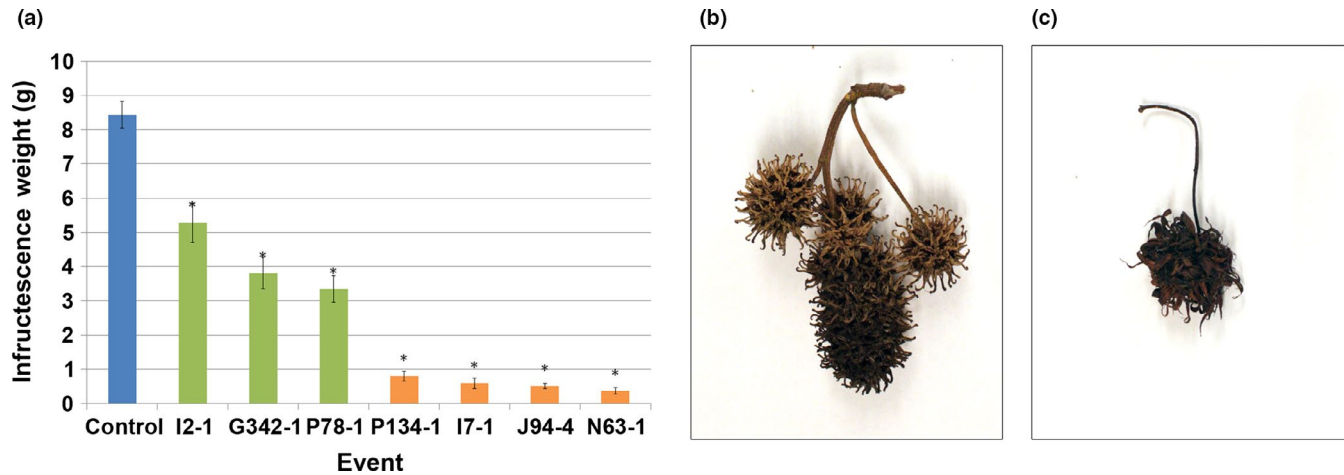 (a)
(b)
(c)
Infructescence weight (g)
10
9
8
7
6
5
4
3
2
1
0
* * * * * * *
Control I2-1 G342-1 P78-1 P134-1 I7-1 J94-4 N63-1
Event